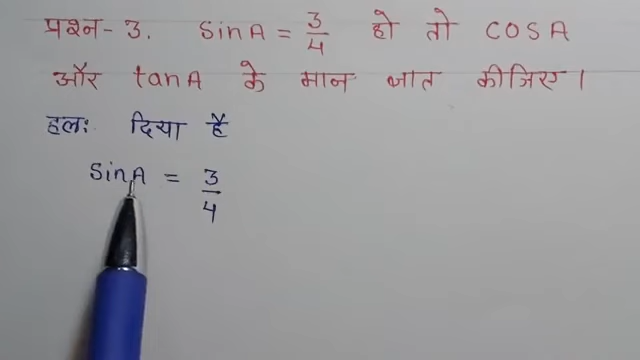 प्रश्न- 3. sinA = 3/4 हो तो COSA
और tanA के मान ज्ञात कीजिए।
हलः दिया है
sinA = 3/4